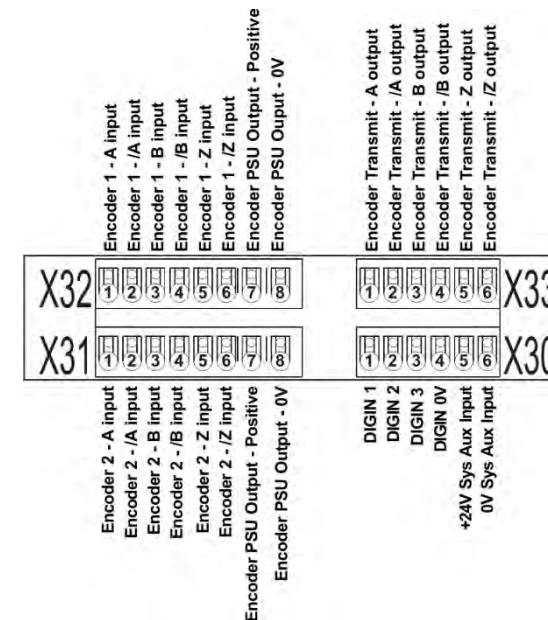 Encoder 1 - A input
Encoder 1 - /A input
Encoder 1 - B input
Encoder 1 - /B input
Encoder 1 - Z input
Encoder 1 - /Z input
Encoder PSU Output - Positive
Encoder PSU Ouput - 0V
Encoder Transmit - A output
Encoder Transmit - /A output
Encoder Transmit - B output
Encoder Transmit - /B output
Encoder Transmit - Z output
Encoder Transmit - /Z output
X32 1 2 3 4 5 6 7 8
1 2 3 4 5 6 X33
X31 1 2 3 4 5 6 7 8
1 2 3 4 5 6 X30
Encoder 2 - A input
Encoder 2 - /A input
Encoder 2 - B input
Encoder 2 - /B input
Encoder 2 - Z input
Encoder 2 - /Z input
Encoder PSU Output - Positive
Encoder PSU Output - 0V
DIGIN 1
DIGIN 2
DIGIN 3
DIGIN 0V
+24V Sys Aux Input
0V Sys Aux Input